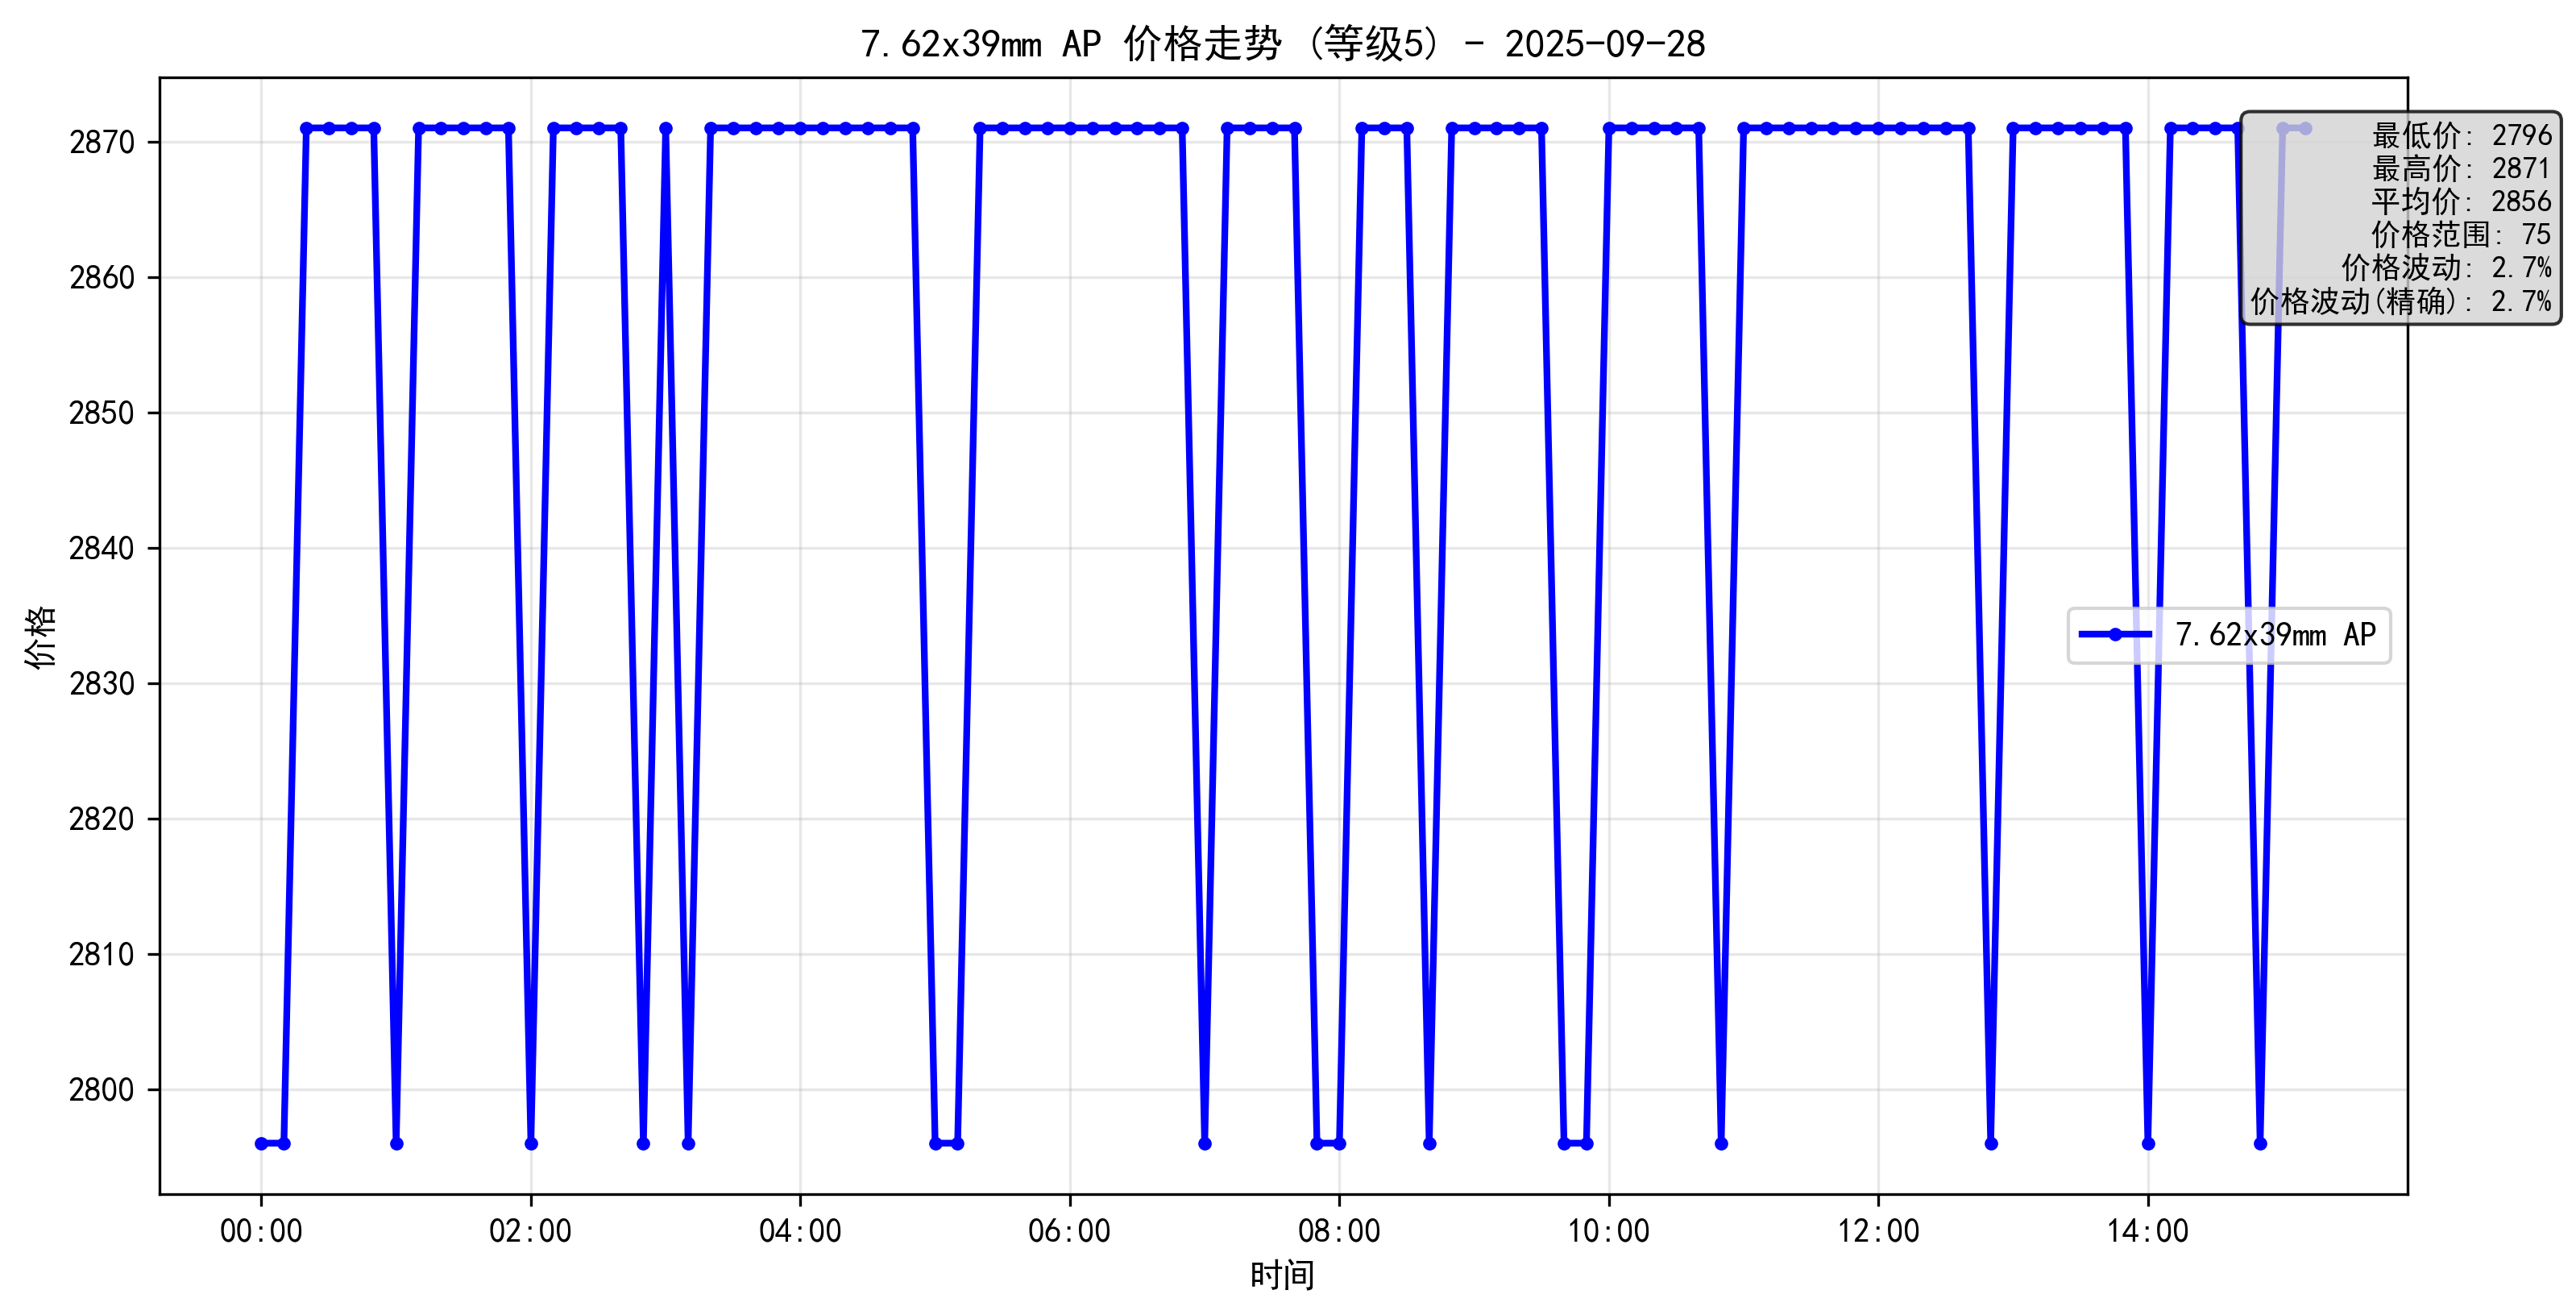 7.62x39mm AP 价格走势 (等级5) - 2025-09-28
最低价: 2796
最高价: 2871
平均价: 2856
价格范围: 75
价格波动: 2.7%
价格波动(精确): 2.7%
价格
2870
2860
2850
2840
2830
2820
2810
2800
7.62x39mm AP
00:00
02:00
04:00
06:00
08:00
10:00
12:00
14:00
时间